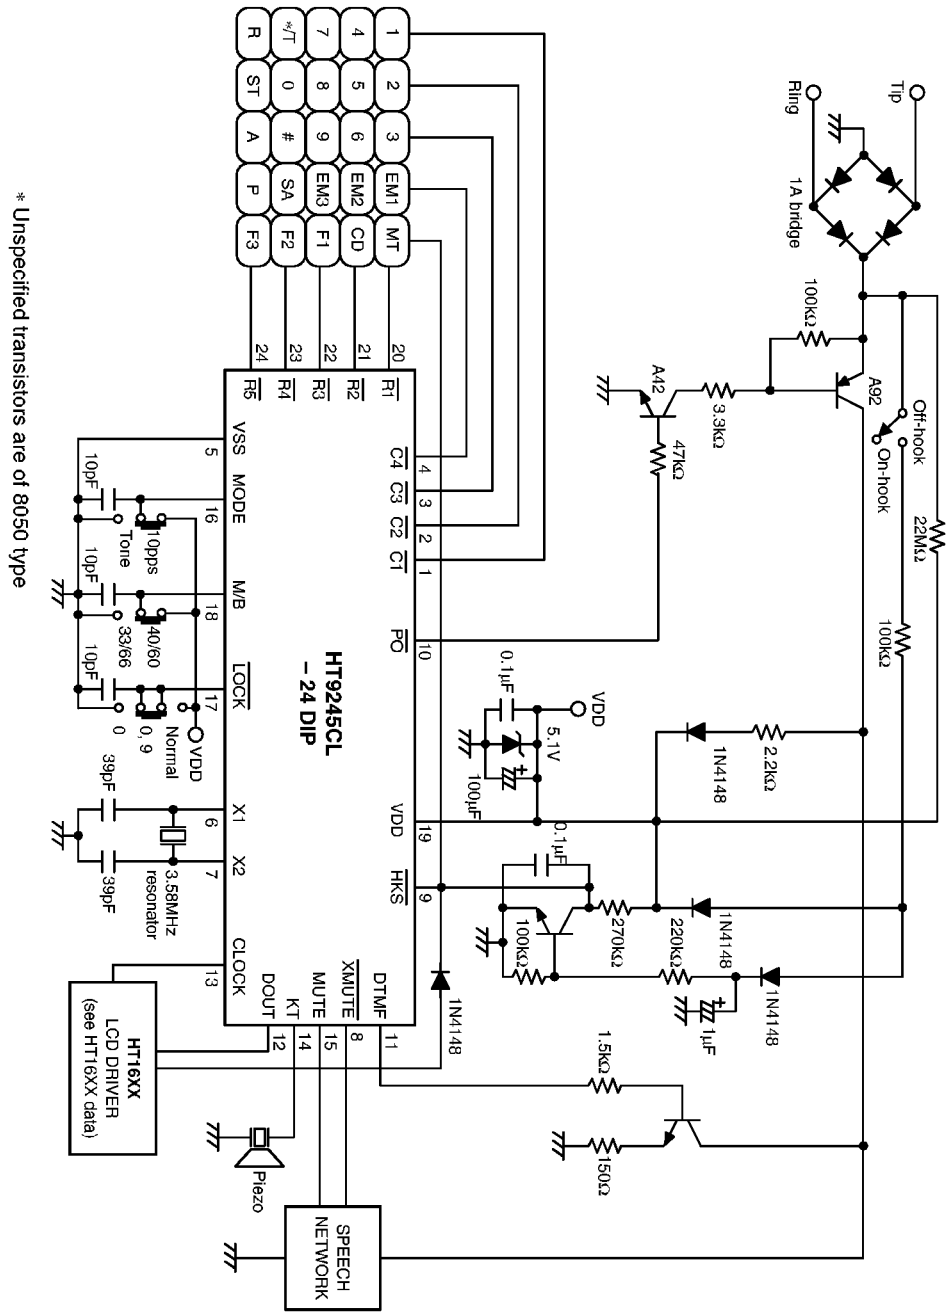 Tip
Ring
1A bridge
100kΩ
A92
Off-hook
On-hook
22MΩ
100kΩ
A42
3.3kΩ
47kΩ
VDD
0.1μF
5.1V
100μF
1N4148
2.2kΩ
0.1μF
270kΩ
1N4148
220kΩ
100kΩ
1N4148
1μF
1.5kΩ
150Ω
1
2
3
EM1
MT
4
5
6
EM2
CD
7
8
9
EM3
F1
*/T
0
#
SA
F2
R
ST
A
P
F3
20
21
22
23
24
R1
R2
R3
R4
R5
C4
C3
C2
C1
PO
VDD
HKS
4
3
2
1
10
19
9
1N4148
HT9245CL
– 24 DIP
DTMF
XMUTE
MUTE
KT
DOUT
11
8
15
14
12
VSS
MODE
M/B
LOCK
X1
X2
CLOCK
5
16
18
17
6
7
13
10pF
Tone
10pps
10pF
33/66
40/60
10pF
0
0, 9
Normal
VDD
39pF
39pF
3.58MHz
resonator
HT16XX
LCD DRIVER
(see HT16XX data)
Piezo
SPEECH
NETWORK
* Unspecified transistors are of 8050 type